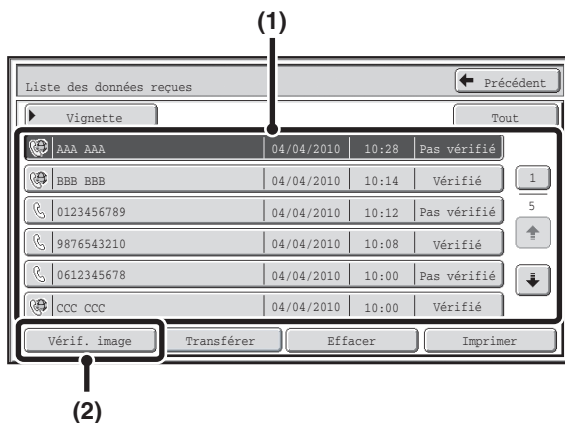 (1)
Liste des données reçues
Précédent
Vignette
Tout
AAA AAA 04/04/2010 10:28 Pas vérifié
BBB BBB 04/04/2010 10:14 Vérifié
1
0123456789 04/04/2010 10:12 Pas vérifié
5
9876543210 04/04/2010 10:08 Vérifié
0612345678 04/04/2010 10:00 Pas vérifié
CCC CCC 04/04/2010 10:00 Vérifié
Vérif. image Transférer Effacer Imprimer
(2)